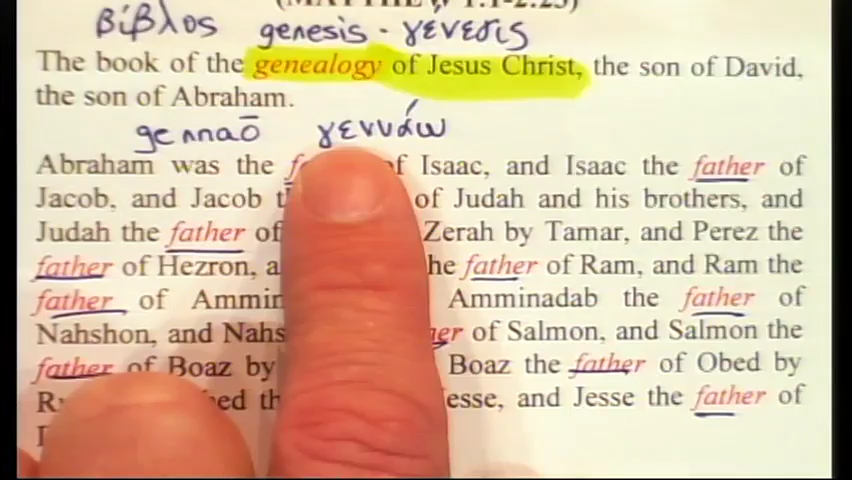 βίβλος genesis - γένεσις
The book of the genealogy of Jesus Christ, the son of David,
the son of Abraham.
gennaō γεννάω
Abraham was the of Isaac, and Isaac the father of
Jacob, and Jacob of Judah and his brothers, and
Judah the father of Zerah by Tamar, and Perez the
father of Hezron, the father of Ram, and Ram the
father of Amminadab the father of
Nahshon, and of Salmon, and Salmon the
father of Boaz by Boaz the father of Obed by
and Jesse the father of